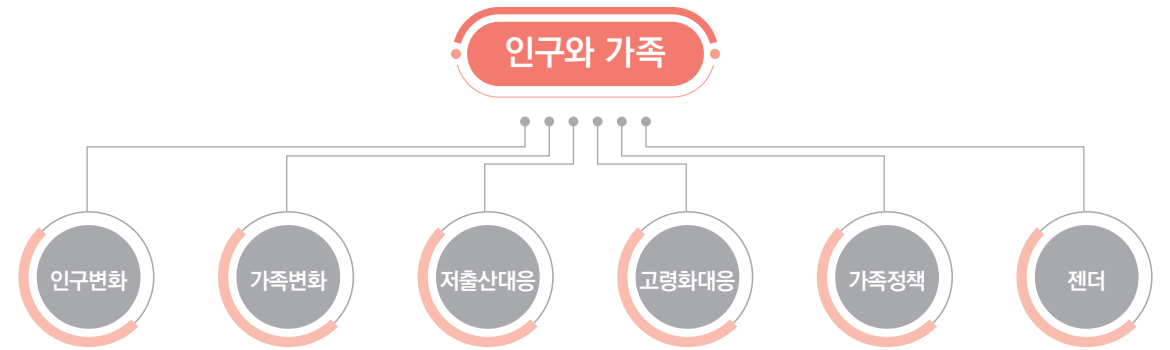 인구와 가족
인구변화
가족변화
저출산대응
고령화대응
가족정책
젠더